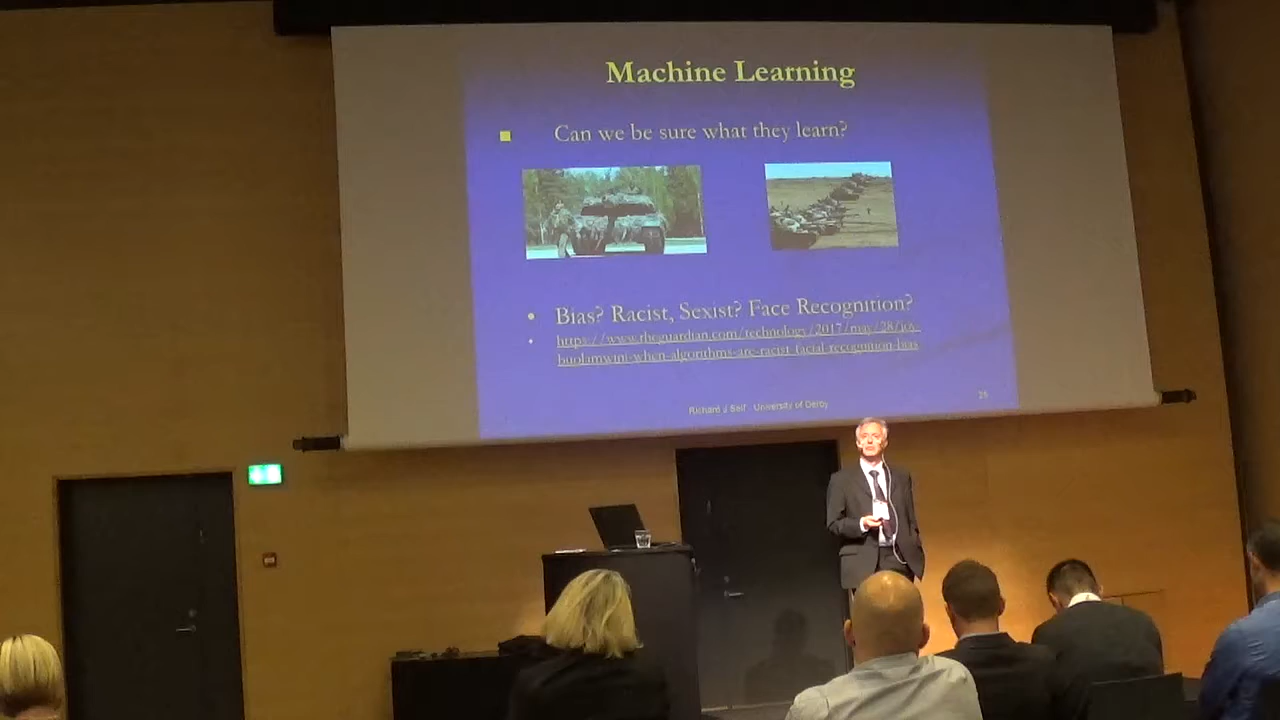 Machine Learning
Can we be sure what they learn?
Bias? Racist, Sexist? Face Recognition?
https://www.theguardian.com/technology/2017/may/28/joy-
buolamwini-when-algorithms-are-racist-facial-recognition-bias
Richard J Self - University of Derby